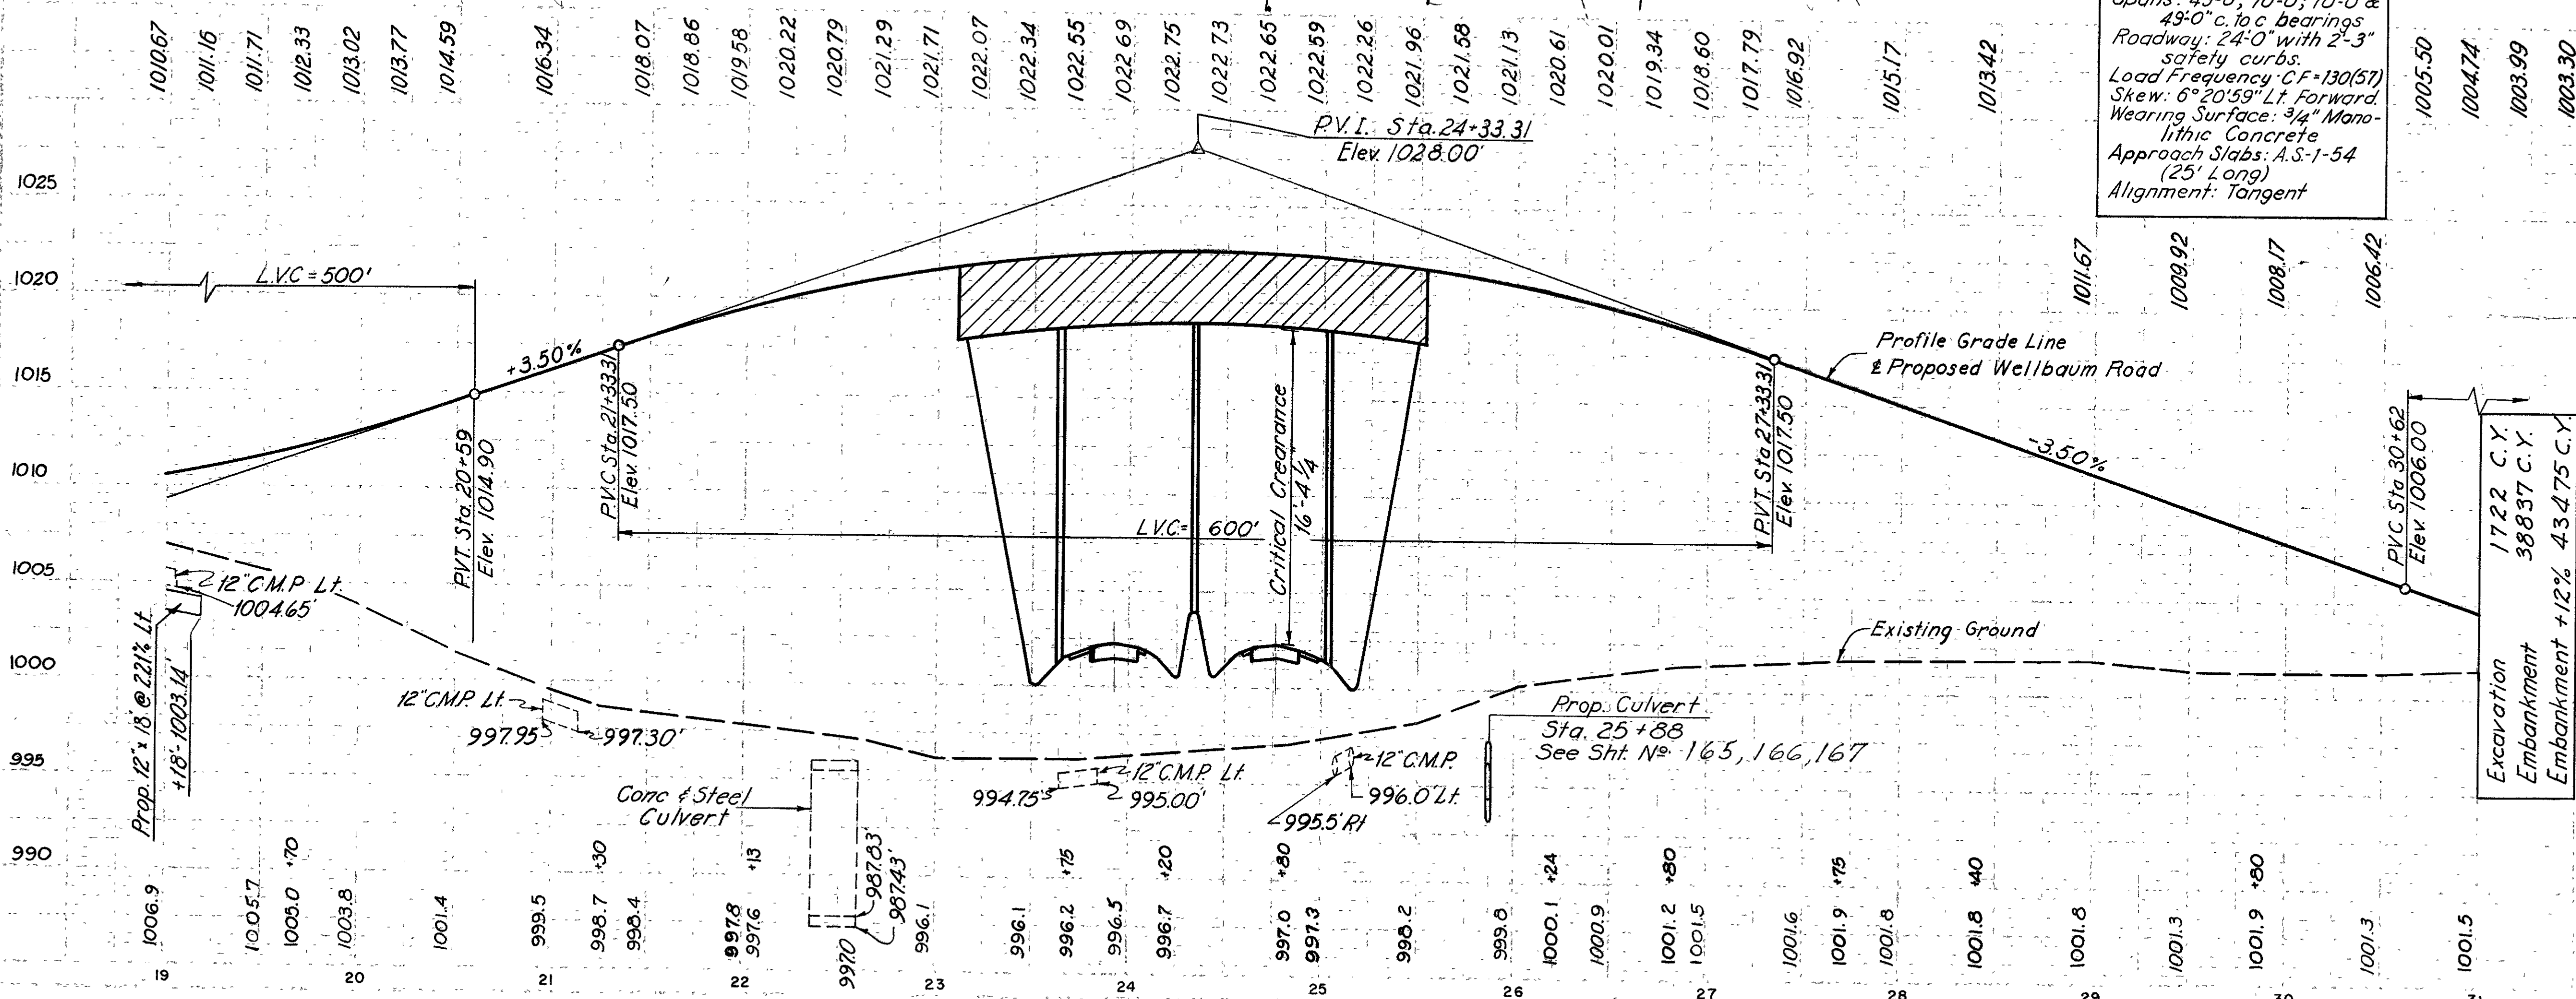 1010.67 1011.16 1011.71 1012.33 1013.02 1013.77 1014.59 1016.34 1018.07 1018.86 1019.58 1020.22 1020.79 1021.29 1021.71 1022.07 1022.34 1022.55 1022.69 1022.75 1022.73 1022.65 1022.59 1022.26 1021.96 1021.58 1021.13 1020.61 1020.01 1019.34 1018.60 1017.79 1016.92 1015.17 1013.42
49'-0" c. to c bearings
Roadway: 24'-0" with 2'-3"
safety curbs.
Load Frequency CF=130(57)
Skew: 6°20'59" Lt. Forward.
Wearing Surface: 3/4" Mono-
lithic Concrete
Approach Slabs: A.S.-1-54
(25' Long)
Alignment: Tangent
1005.50 1004.74 1003.99 1003.30
1011.67 1009.92 1008.17 1006.42
P.V.I. Sta. 24+33.31
Elev. 1028.00'
1025
1020
1015
1010
1005
1000
995
990
L.V.C = 500'
+3.50%
P.V.T. Sta. 20+59
Elev. 1014.90
P.V.C. Sta. 21+33.31
Elev. 1017.50
L.V.C.= 600'
Critical Crearance
16'-4 1/4"
P.V.T. Sta. 27+33.31
Elev. 1017.50
Profile Grade Line
₵ Proposed Wellbaum Road
-3.50%
P.V.C. Sta 30+62
Elev 1006.00
Excavation 1722 C.Y.
Embankment 38837 C.Y.
Embankment +12% 43475 C.Y.
12" C.M.P. Lt.
1004.65'
Prop. 12" x 18' @ 2.21% Lt.
+18'-1003.14'
12" C.M.P. Lt.
997.95' 997.30'
Conc & Steel
Culvert
987.83'
987.43'
994.75'
12" C.M.P. Lt.
995.00'
12" C.M.P.
996.0' Lt.
995.5' Rt
Prop. Culvert
Sta. 25+88
See Sht. Nº 165, 166, 167
Existing Ground
+70 +30 +13 +75 +20 +80 +24 +80 +75 +40 +80
1006.9 1005.7 1005.0 1003.8 1001.4 999.5 998.7 998.4 997.8 997.6 997.0 996.1 996.1 996.2 996.5 996.7 997.0 997.3 998.2 999.8 1000.1 1000.9 1001.2 1001.5 1001.6 1001.9 1001.8 1001.8 1001.8 1001.3 1001.9 1001.3 1001.5
19 20 21 22 23 24 25 26 27 28 29 30 31